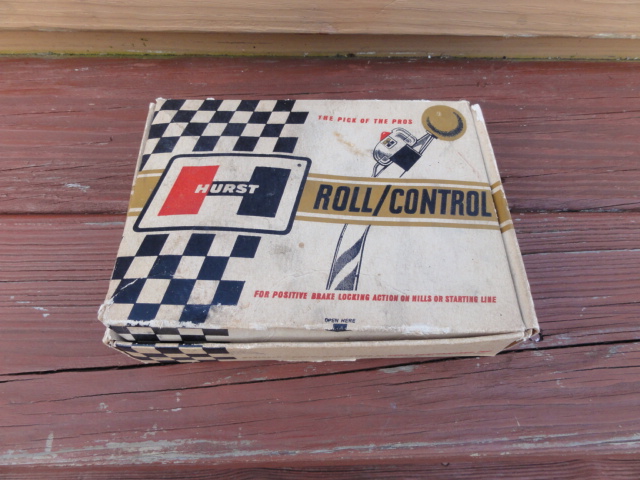 THE PICK OF THE PROS
HURST
ROLL/CONTROL
FOR POSITIVE BRAKE LOCKING ACTION ON HILLS OR STARTING LINE
OPEN HERE